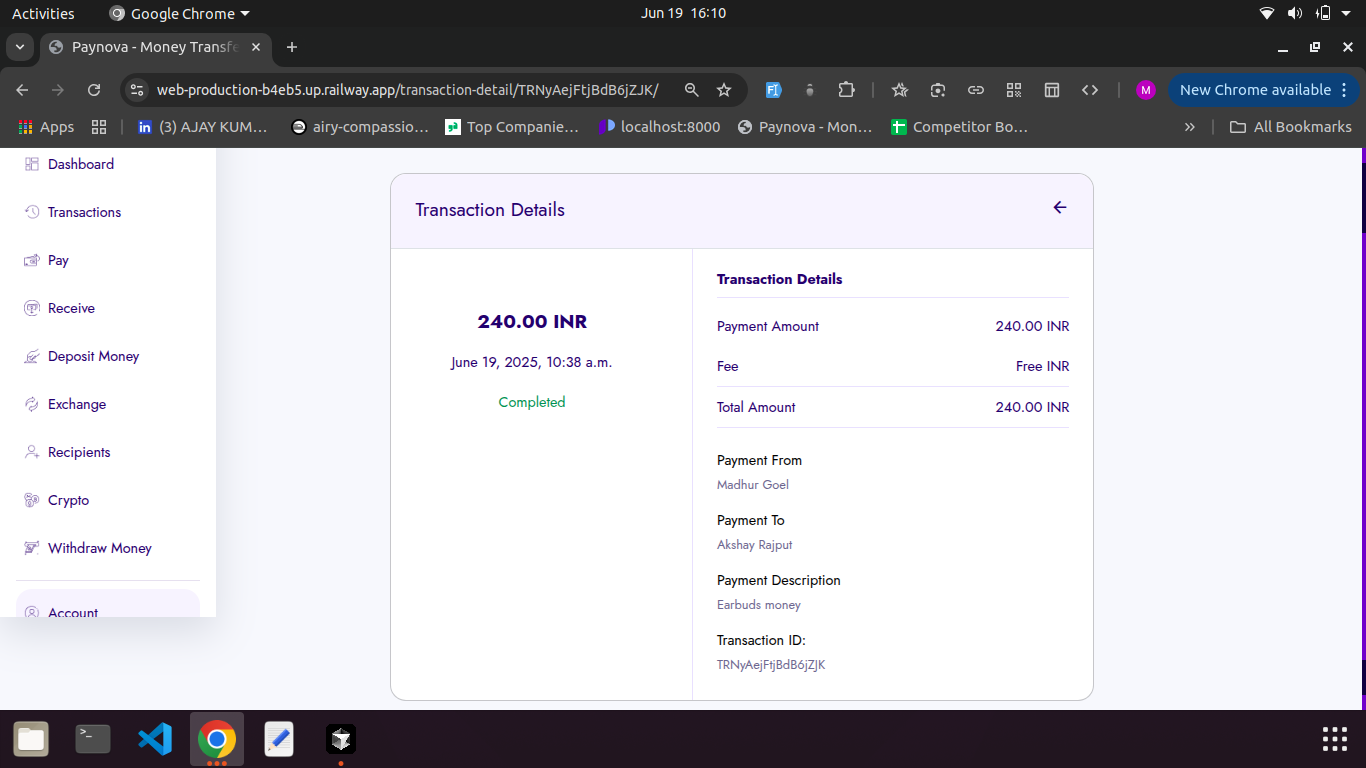 Activities
Google Chrome
Jun 19 16:10
Paynova - Money Transfe
web-production-b4eb5.up.railway.app/transaction-detail/TRNyAejFtjBdB6jZJK/
M
New Chrome available
Apps
(3) AJAY KUM...
airy-compassio...
Top Companie...
localhost:8000
Paynova - Mon...
Competitor Bo...
All Bookmarks
Dashboard
Transactions
Pay
Receive
Deposit Money
Exchange
Recipients
Crypto
Withdraw Money
Account
Transaction Details
240.00 INR
June 19, 2025, 10:38 a.m.
Completed
Transaction Details
Payment Amount 240.00 INR
Fee Free INR
Total Amount 240.00 INR
Payment From
Madhur Goel
Payment To
Akshay Rajput
Payment Description
Earbuds money
Transaction ID:
TRNyAejFtjBdB6jZJK